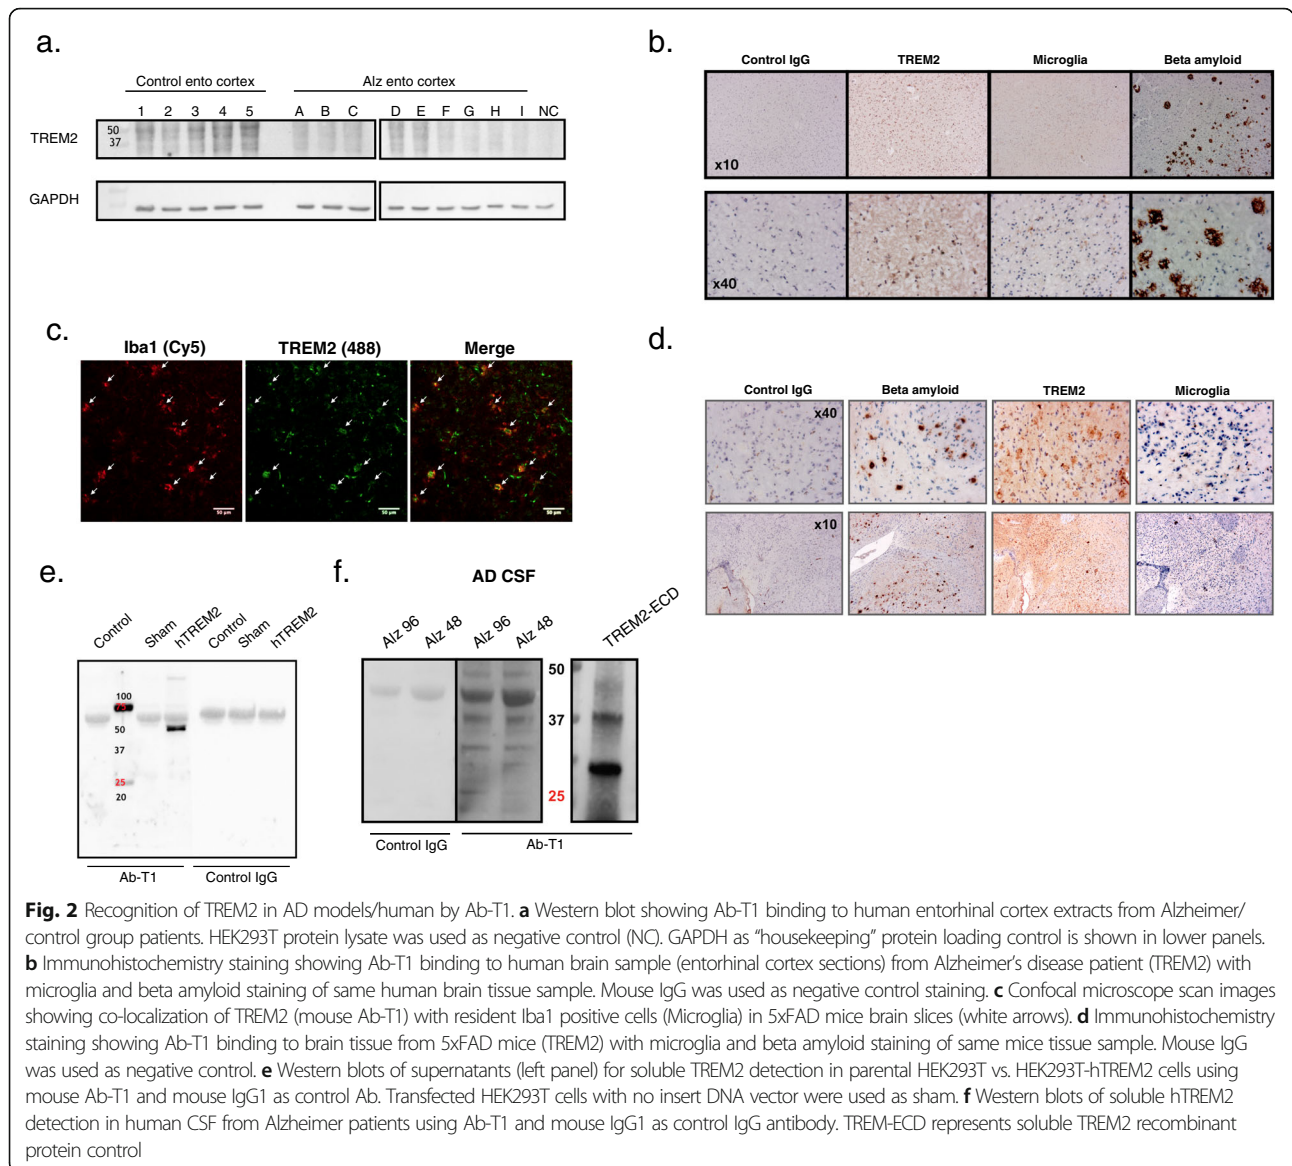 a.
Control ento cortex Alz ento cortex
1 2 3 4 5 A B C D E F G H I NC
TREM2
50
37
GAPDH
b.
Control IgG TREM2 Microglia Beta amyloid
x10
x40
c.
Iba1 (Cy5) TREM2 (488) Merge
50 µm 50 µm 50 µm
d.
Control IgG Beta amyloid TREM2 Microglia
x40
x10
e.
Control Sham hTREM2 Control Sham hTREM2
100
75
50
37
25
20
Ab-T1 Control IgG
f.
AD CSF
Alz 96 Alz 48 Alz 96 Alz 48 TREM2-ECD
50
37
25
Control IgG Ab-T1
Fig. 2 Recognition of TREM2 in AD models/human by Ab-T1. a Western blot showing Ab-T1 binding to human entorhinal cortex extracts from Alzheimer/
control group patients. HEK293T protein lysate was used as negative control (NC). GAPDH as “housekeeping” protein loading control is shown in lower panels.
b Immunohistochemistry staining showing Ab-T1 binding to human brain sample (entorhinal cortex sections) from Alzheimer’s disease patient (TREM2) with
microglia and beta amyloid staining of same human brain tissue sample. Mouse IgG was used as negative control staining. c Confocal microscope scan images
showing co-localization of TREM2 (mouse Ab-T1) with resident Iba1 positive cells (Microglia) in 5xFAD mice brain slices (white arrows). d Immunohistochemistry
staining showing Ab-T1 binding to brain tissue from 5xFAD mice (TREM2) with microglia and beta amyloid staining of same mice tissue sample. Mouse IgG
was used as negative control. e Western blots of supernatants (left panel) for soluble TREM2 detection in parental HEK293T vs. HEK293T-hTREM2 cells using
mouse Ab-T1 and mouse IgG1 as control Ab. Transfected HEK293T cells with no insert DNA vector were used as sham. f Western blots of soluble hTREM2
detection in human CSF from Alzheimer patients using Ab-T1 and mouse IgG1 as control IgG antibody. TREM-ECD represents soluble TREM2 recombinant
protein control